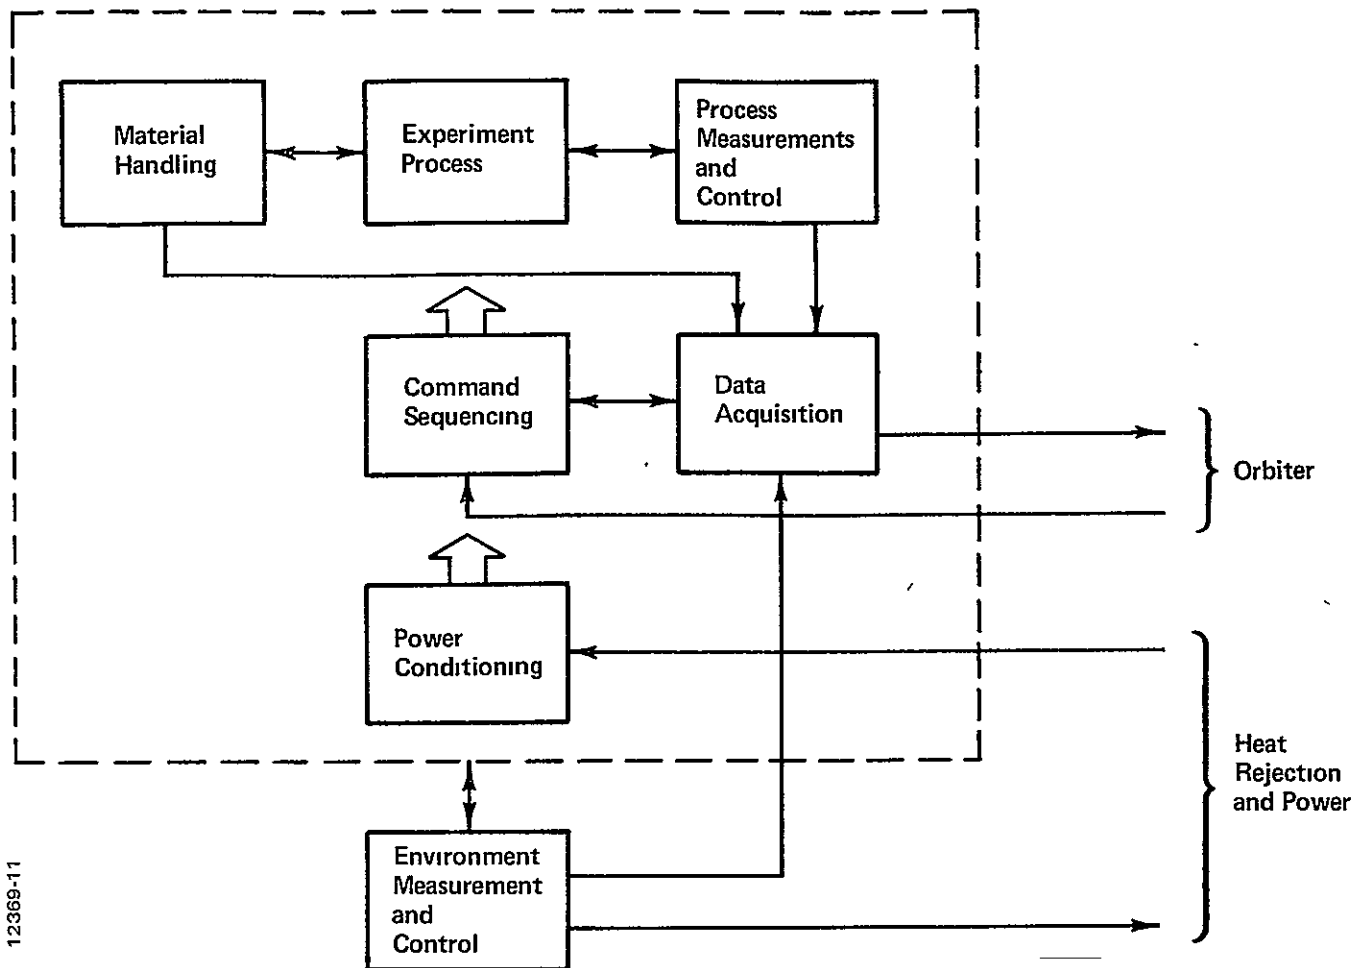 Material
Handling
Experiment
Process
Process
Measurements
and
Control
Command
Sequencing
Data
Acquisition
Orbiter
Power
Conditioning
Heat
Rejection
and Power
Environment
Measurement
and
Control
12369-11